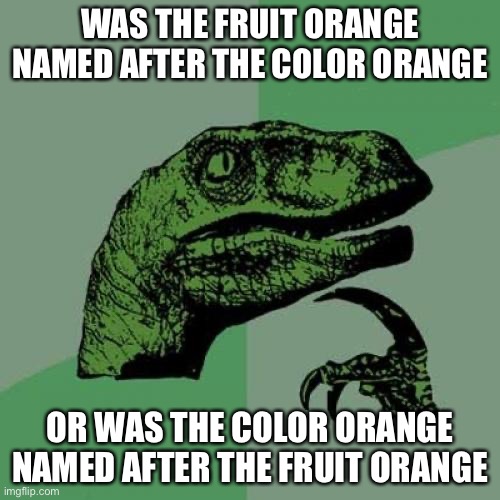 WAS THE FRUIT ORANGE
NAMED AFTER THE COLOR ORANGE
OR WAS THE COLOR ORANGE
NAMED AFTER THE FRUIT ORANGE
imgflip.com